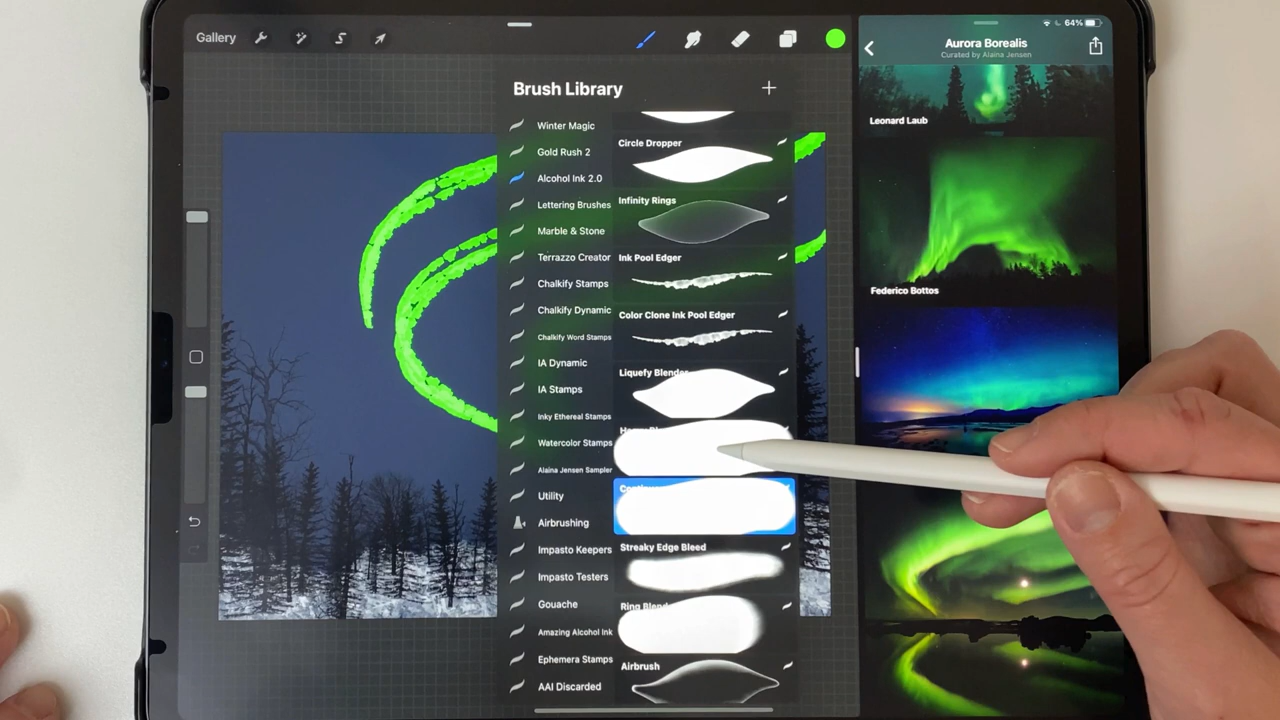 Gallery
64%
Aurora Borealis
Curated by Alaina Jensen
Leonard Laub
Federico Bottos
Brush Library
Winter Magic
Gold Rush 2
Alcohol Ink 2.0
Lettering Brushes
Marble & Stone
Terrazzo Creator
Chalkify Stamps
Chalkify Dynamic
Chalkify Word Stamps
IA Dynamic
IA Stamps
Inky Ethereal Stamps
Watercolor Stamps
Alaina Jensen Sampler
Utility
Airbrushing
Impasto Keepers
Impasto Testers
Gouache
Amazing Alcohol Ink
Ephemera Stamps
AAI Discarded
Circle Dropper
Infinity Rings
Ink Pool Edger
Color Clone Ink Pool Edger
Liquefy Blender
Streaky Edge Bleed
Ring
Airbrush